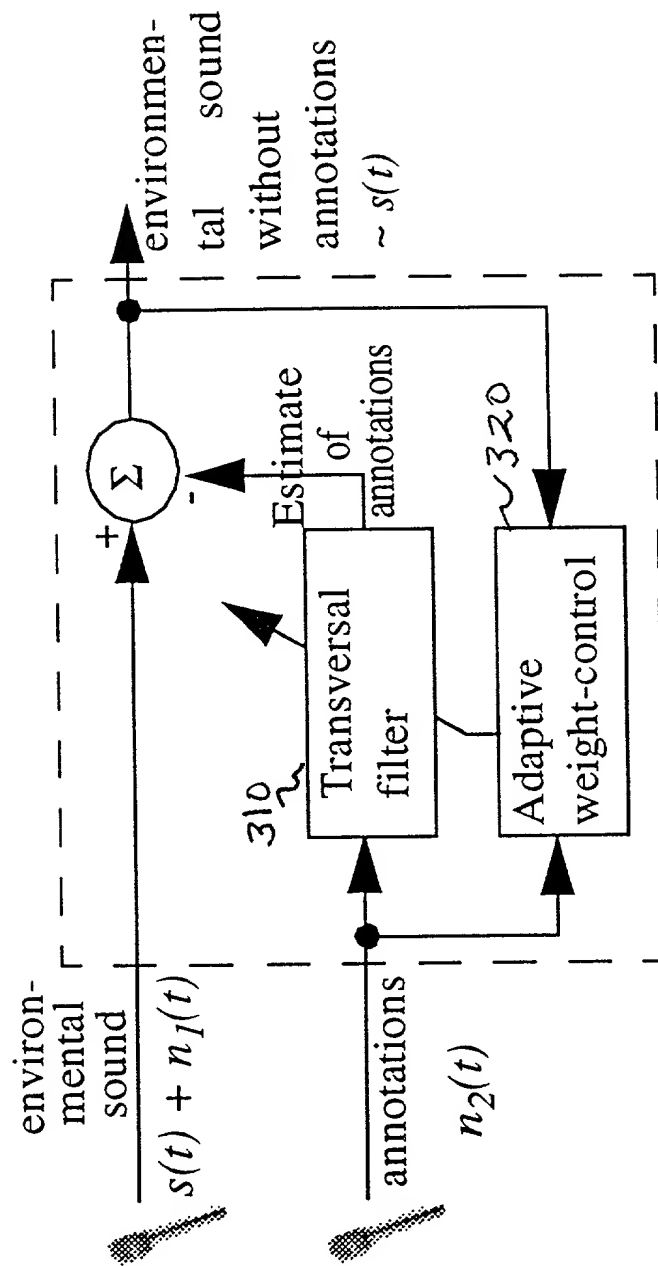 environ-
mental
sound
s(t) + n₁(t)
+
Σ
-
environmen-
tal sound
without
annotations
~ s(t)
Estimate
of
annotations
310
Transversal
filter
annotations
n₂(t)
320
Adaptive
weight-control